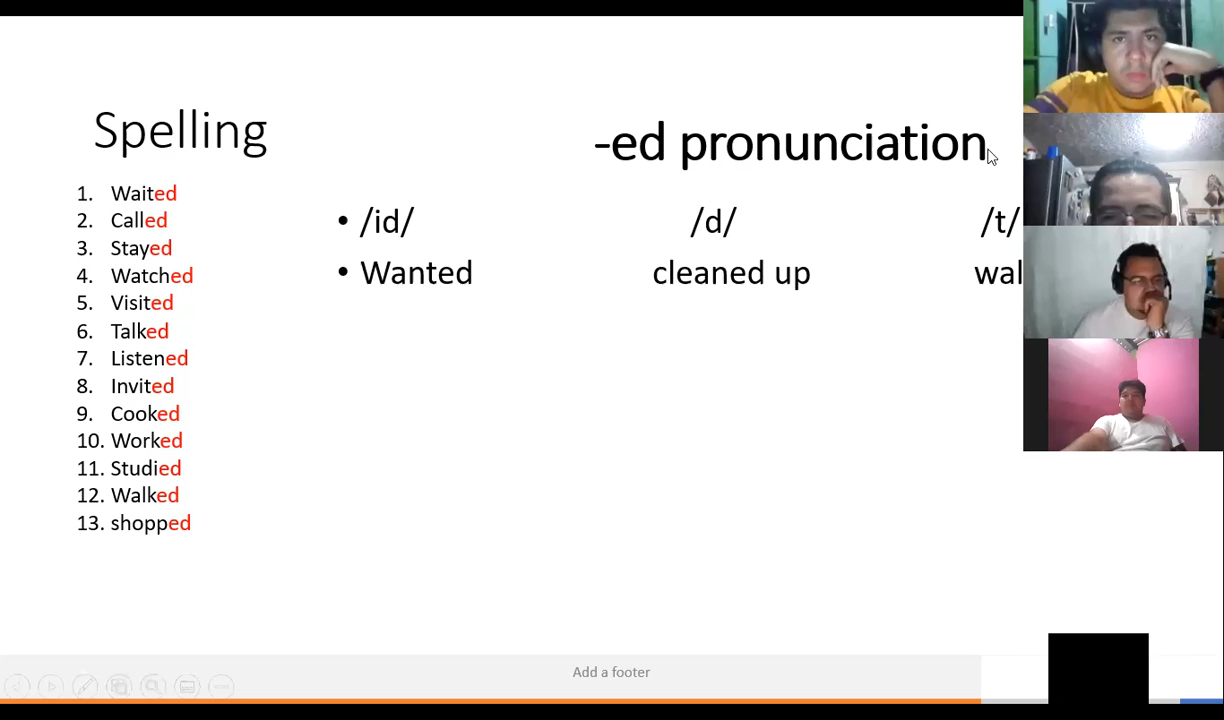 Spelling
1. Waited
2. Called
3. Stayed
4. Watched
5. Visited
6. Talked
7. Listened
8. Invited
9. Cooked
10. Worked
11. Studied
12. Walked
13. shopped
-ed pronunciation
• /id/ /d/ /t/
• Wanted cleaned up
Add a footer